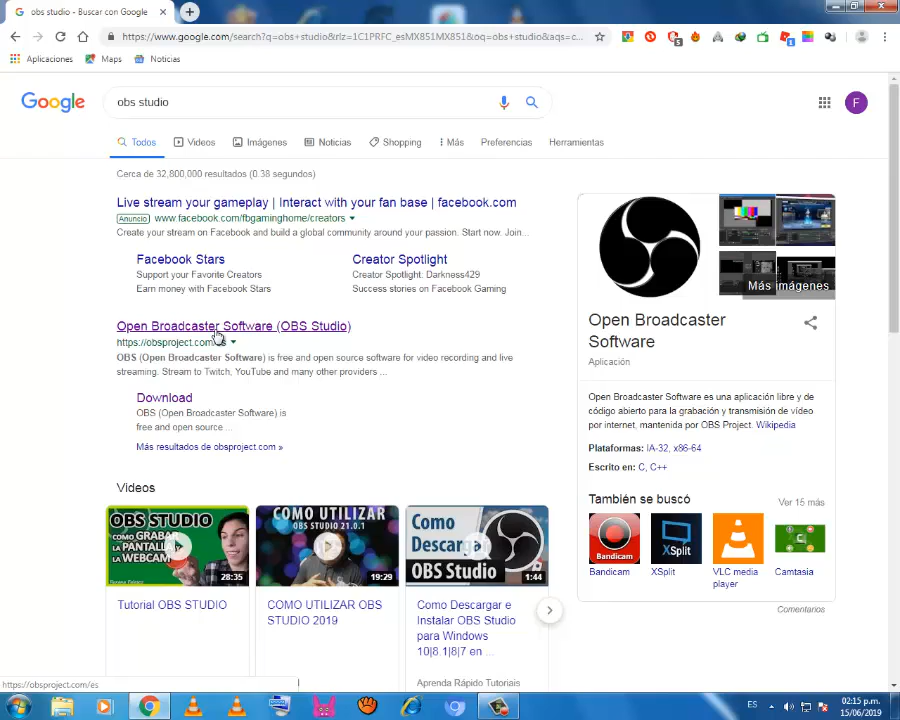 obs studio - Buscar con Google
https://www.google.com/search?q=obs+studio&rlz=1C1PRFC_esMX851MX851&oq=obs+studio&aqs=c...
Aplicaciones Maps Noticias
Google obs studio F
Todos Videos Imágenes Noticias Shopping Más Preferencias Herramientas
Cerca de 32,800,000 resultados (0.38 segundos)
Live stream your gameplay | Interact with your fan base | facebook.com
Anuncio www.facebook.com/fbgaminghome/creators
Create your stream on Facebook and build a global community around your passion. Start now. Join...
Facebook Stars
Support your Favorite Creators
Earn money with Facebook Stars
Creator Spotlight
Creator Spotlight: Darkness429
Success stories on Facebook Gaming
Open Broadcaster Software (OBS Studio)
https://obsproject.com
OBS (Open Broadcaster Software) is free and open source software for video recording and live
streaming. Stream to Twitch, YouTube and many other providers ...
Download
OBS (Open Broadcaster Software) is
free and open source ...
Más resultados de obsproject.com »
Videos
OBS STUDIO
COMO GRABAR
LA PANTALLA
Y LA WEBCAM
28:35
Tutorial OBS STUDIO
COMO UTILIZAR
OBS STUDIO 21.0.1
19:29
COMO UTILIZAR OBS
STUDIO 2019
Como
Descargar
OBS Studio
1:44
Como Descargar e
Instalar OBS Studio
para Windows
10|8.1|8|7 en ...
Aprenda Rápido Tutoriales
Más imágenes
Open Broadcaster
Software
Aplicación
Open Broadcaster Software es una aplicación libre y de
código abierto para la grabación y transmisión de vídeo
por internet, mantenida por OBS Project. Wikipedia
Plataformas: IA-32, x86-64
Escrito en: C, C++
También se buscó Ver 15 más
Bandicam
XSplit
Bandicam XSplit VLC media
player Camtasia
Comentarios
https://obsproject.com/es
ES 02:15 p.m.
15/06/2019